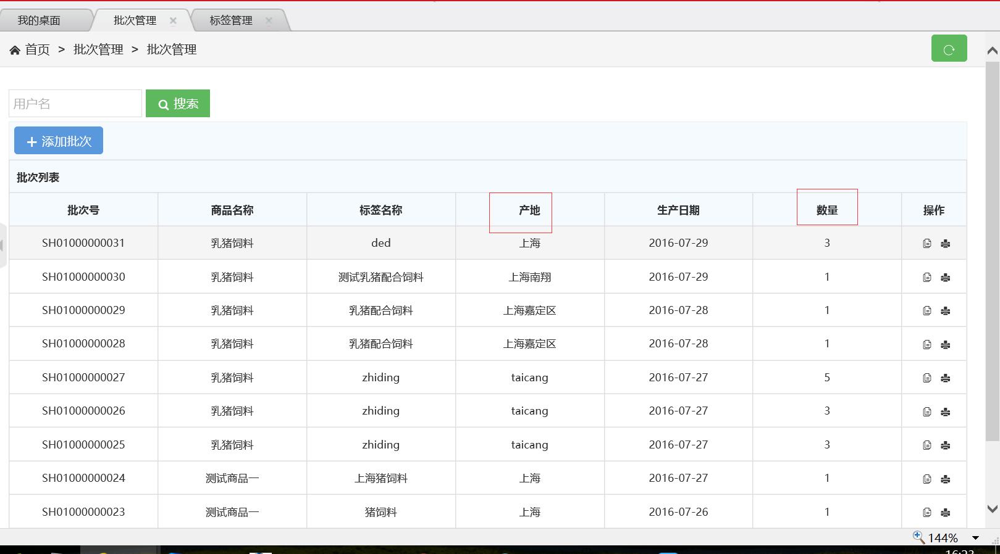 我的桌面 批次管理 标签管理
首页 > 批次管理 > 批次管理
用户名 搜索
添加批次
批次列表
批次号 商品名称 标签名称 产地 生产日期 数量 操作
SH01000000031 乳猪饲料 ded 上海 2016-07-29 3
SH01000000030 乳猪饲料 测试乳猪配合饲料 上海南翔 2016-07-29 1
SH01000000029 乳猪饲料 乳猪配合饲料 上海嘉定区 2016-07-28 1
SH01000000028 乳猪饲料 乳猪配合饲料 上海嘉定区 2016-07-28 1
SH01000000027 乳猪饲料 zhiding taicang 2016-07-27 5
SH01000000026 乳猪饲料 zhiding taicang 2016-07-27 3
SH01000000025 乳猪饲料 zhiding taicang 2016-07-27 3
SH01000000024 测试商品一 上海猪饲料 上海 2016-07-27 1
SH01000000023 测试商品一 猪饲料 上海 2016-07-26 1
144%